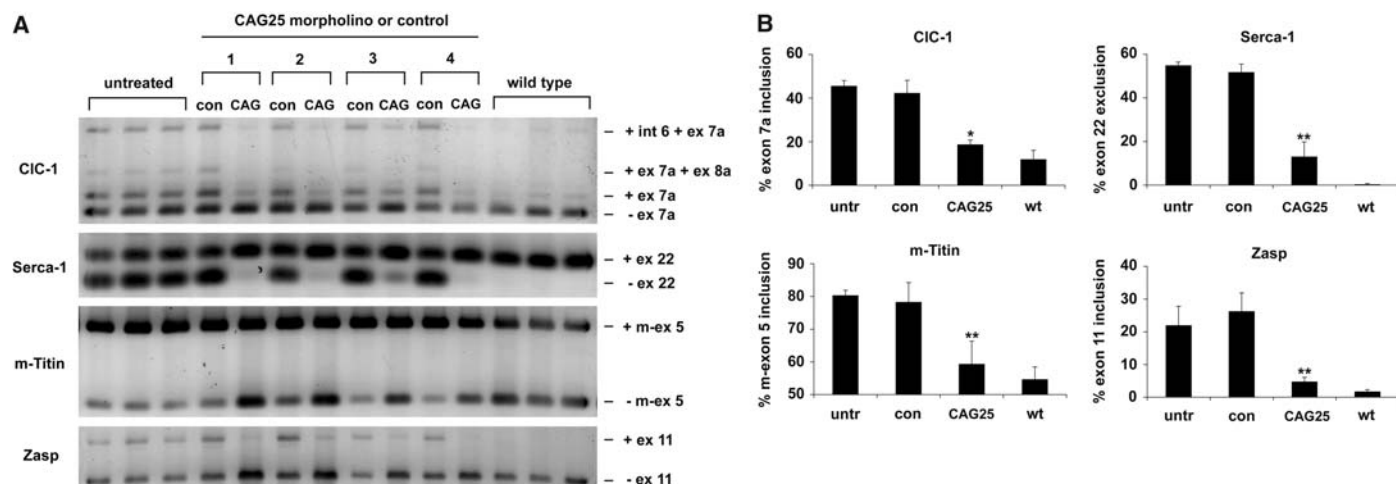 A
CAG25 morpholino or control
1 2 3 4
untreated
wild type
con CAG con CAG con CAG con CAG
ClC-1
+ int 6 + ex 7a
+ ex 7a + ex 8a
+ ex 7a
- ex 7a
Serca-1
+ ex 22
- ex 22
m-Titin
+ m-ex 5
- m-ex 5
Zasp
+ ex 11
- ex 11
B
ClC-1
% exon 7a inclusion
60
40
20
0
*
untr con CAG25 wt
Serca-1
% exon 22 exclusion
60
40
20
0
**
untr con CAG25 wt
m-Titin
% m-exon 5 inclusion
90
80
70
60
50
**
untr con CAG25 wt
Zasp
% exon 11 inclusion
40
30
20
10
0
**
untr con CAG25 wt